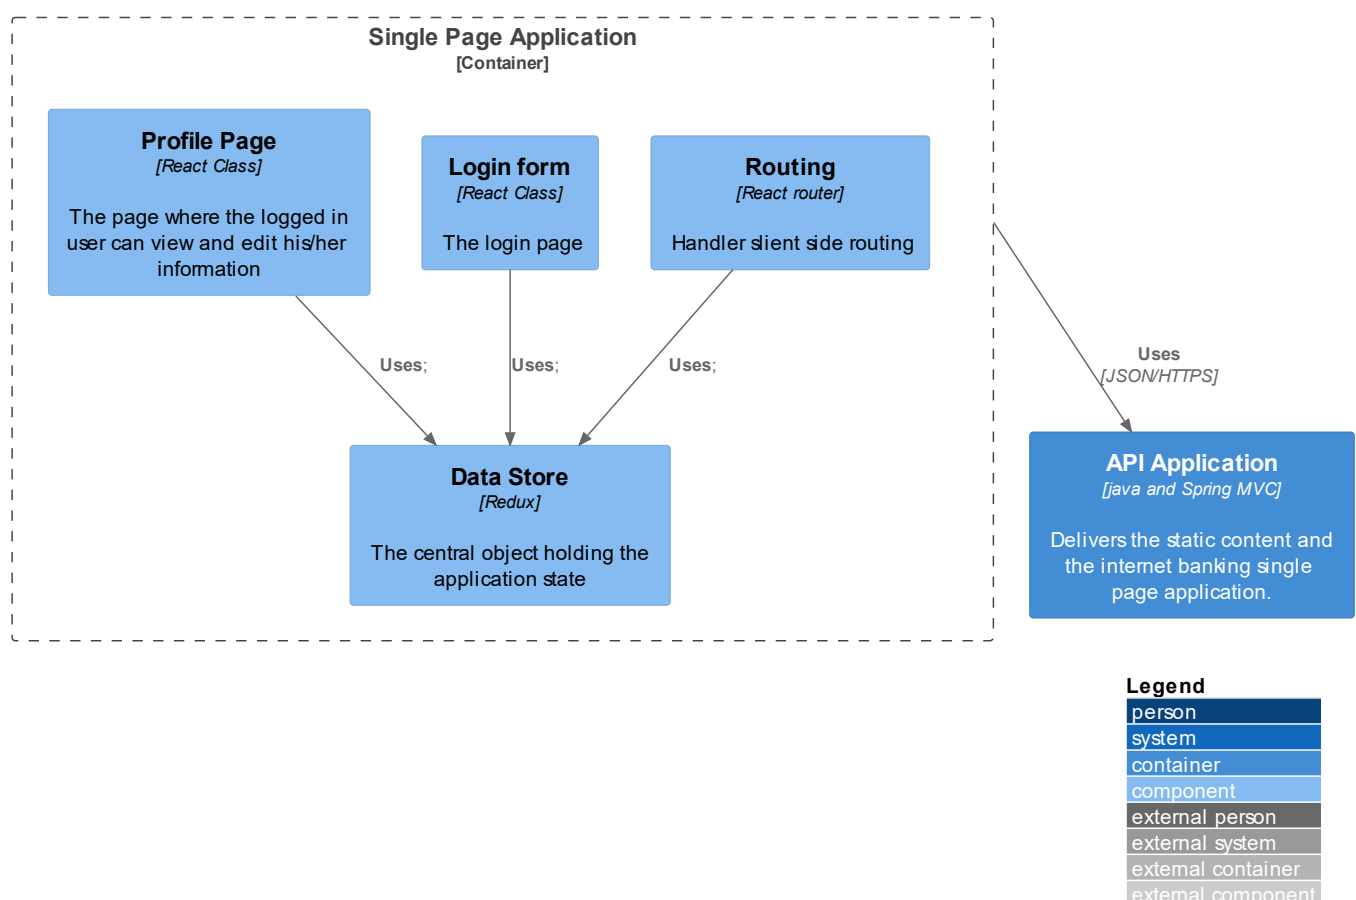 Single Page Application
[Container]
Profile Page
[React Class]
The page where the logged in
user can view and edit his/her
information
Login form
[React Class]
The login page
Routing
[React router]
Handler slient side routing
Uses;
Uses;
Uses;
Uses
[JSON/HTTPS]
Data Store
[Redux]
The central object holding the
application state
API Application
[java and Spring MVC]
Delivers the static content and
the internet banking single
page application.
Legend
person
system
container
component
external person
external system
external container
external component